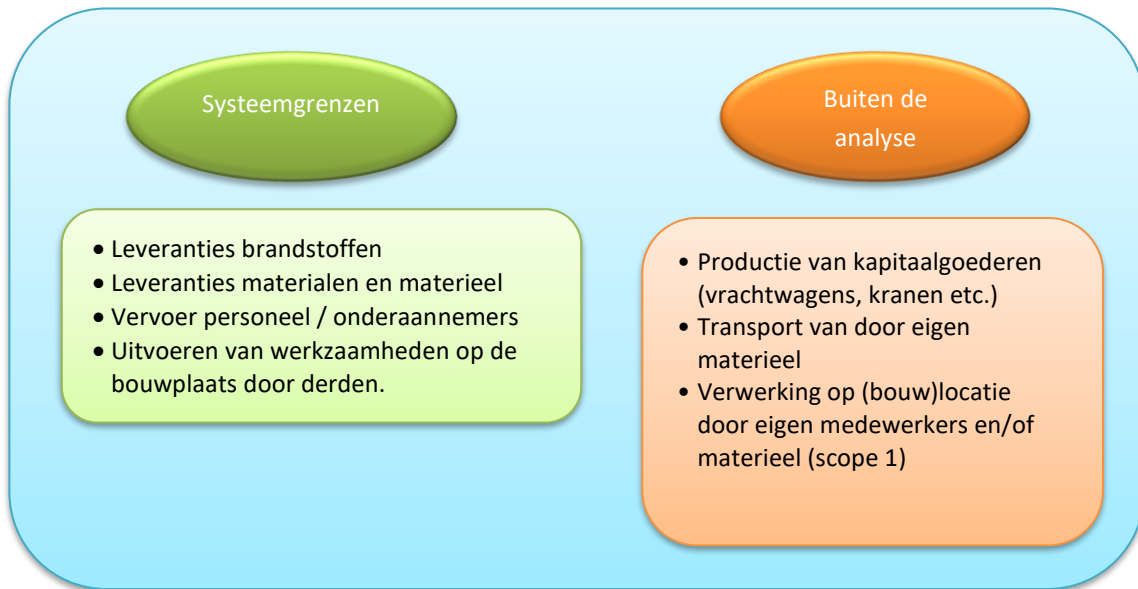 Systeemgrenzen
• Leveranties brandstoffen
• Leveranties materialen en materieel
• Vervoer personeel / onderaannemers
• Uitvoeren van werkzaamheden op de
bouwplaats door derden.
Buiten de
analyse
• Productie van kapitaalgoederen
(vrachtwagens, kranen etc.)
• Transport van door eigen
materieel
• Verwerking op (bouw)locatie
door eigen medewerkers en/of
materieel (scope 1)